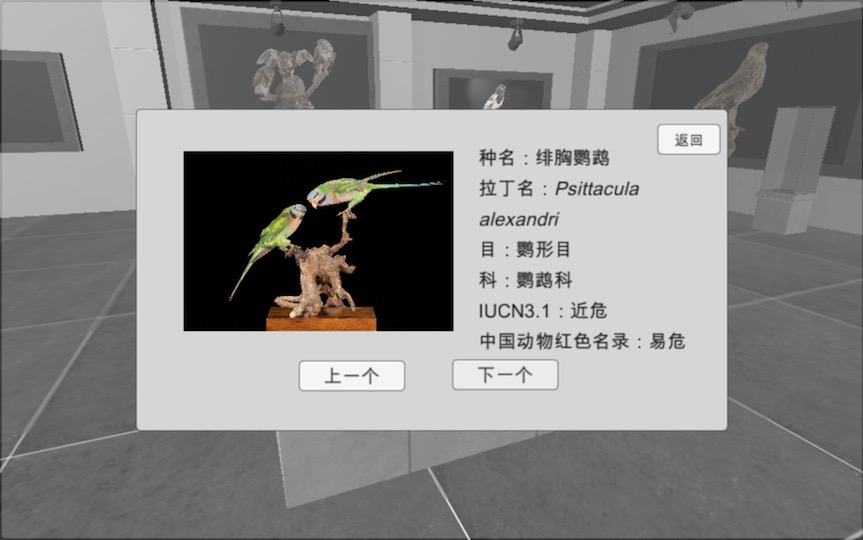 返回
种名：绯胸鹦鹉
拉丁名：Psittacula
alexandri
目：鹦形目
科：鹦鹉科
IUCN3.1：近危
中国动物红色名录：易危
上一个
下一个